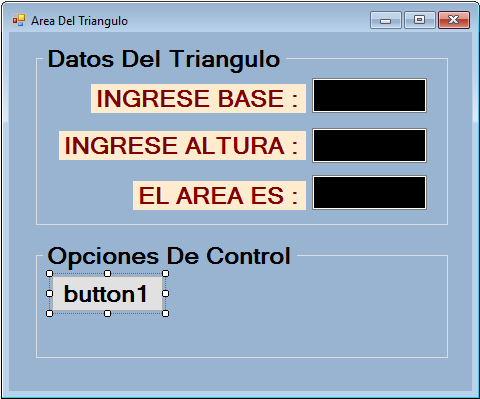 Area Del Triangulo
Datos Del Triangulo
INGRESE BASE :
INGRESE ALTURA :
EL AREA ES :
Opciones De Control
button1